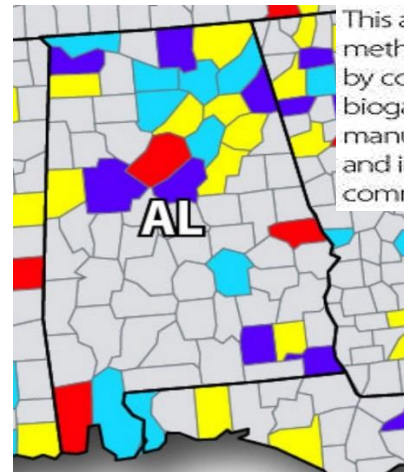 This a
meth
by co
bioga
manu
and i
comm
AL